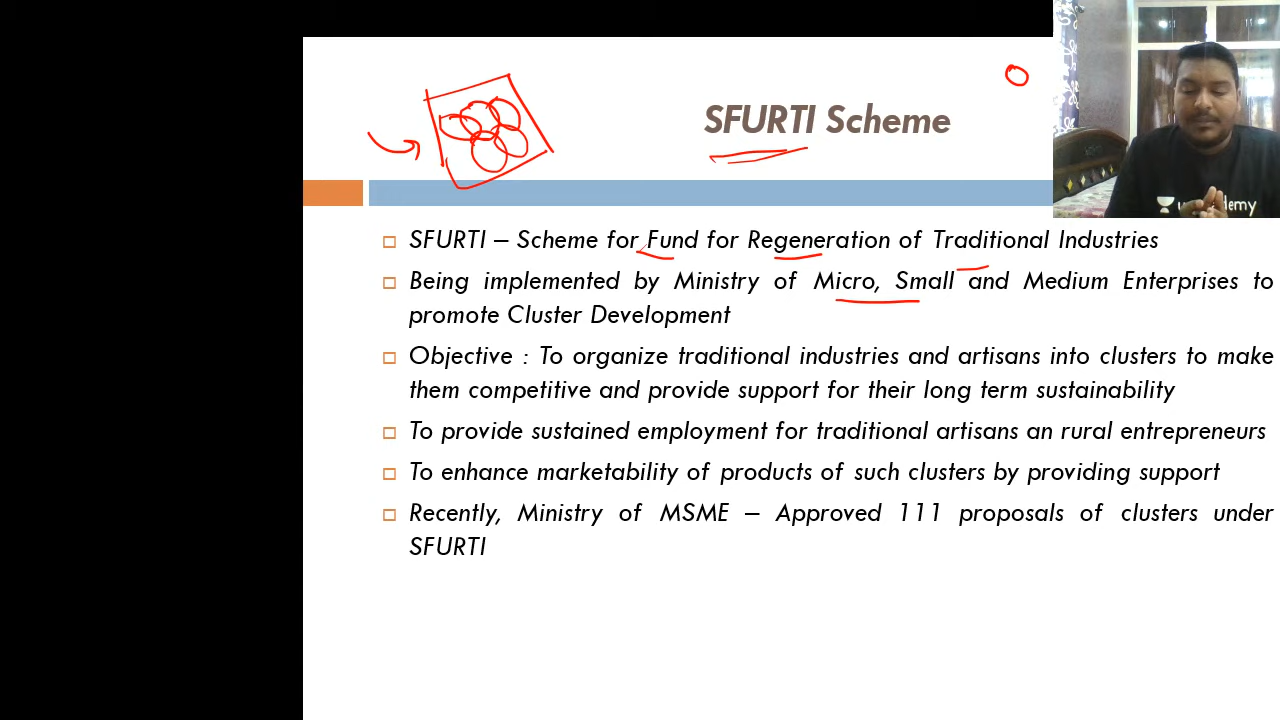 SFURTI Scheme
SFURTI – Scheme for Fund for Regeneration of Traditional Industries
Being implemented by Ministry of Micro, Small and Medium Enterprises to
promote Cluster Development
Objective : To organize traditional industries and artisans into clusters to make
them competitive and provide support for their long term sustainability
To provide sustained employment for traditional artisans an rural entrepreneurs
To enhance marketability of products of such clusters by providing support
Recently, Ministry of MSME – Approved 111 proposals of clusters under
SFURTI